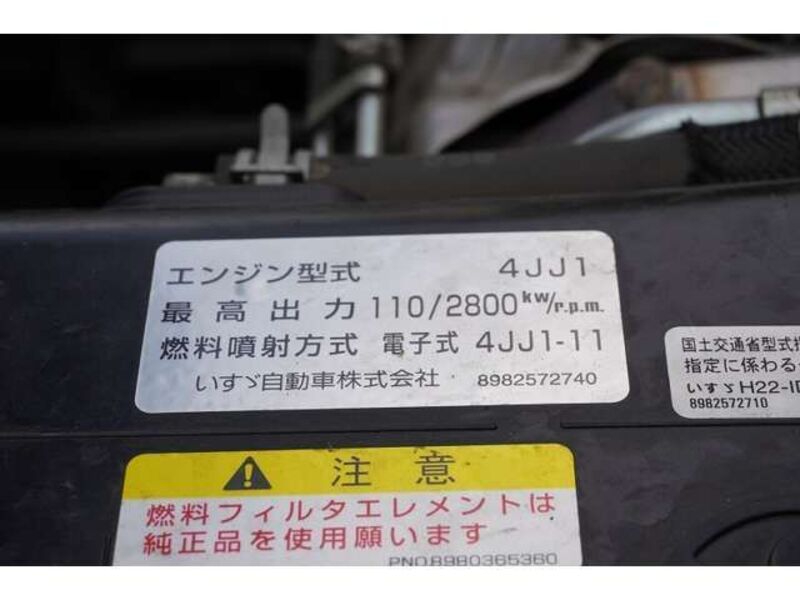 エンジン型式 4JJ1
最高出力 110/2800kw/r.p.m.
燃料噴射方式 電子式 4JJ1-11
いすゞ自動車株式会社 8982572740
国土交通省型式指
指定に係わる
いすゞH22-ID
8982572710
注意
燃料フィルタエレメントは
純正品を使用願います
PNO.8980365360